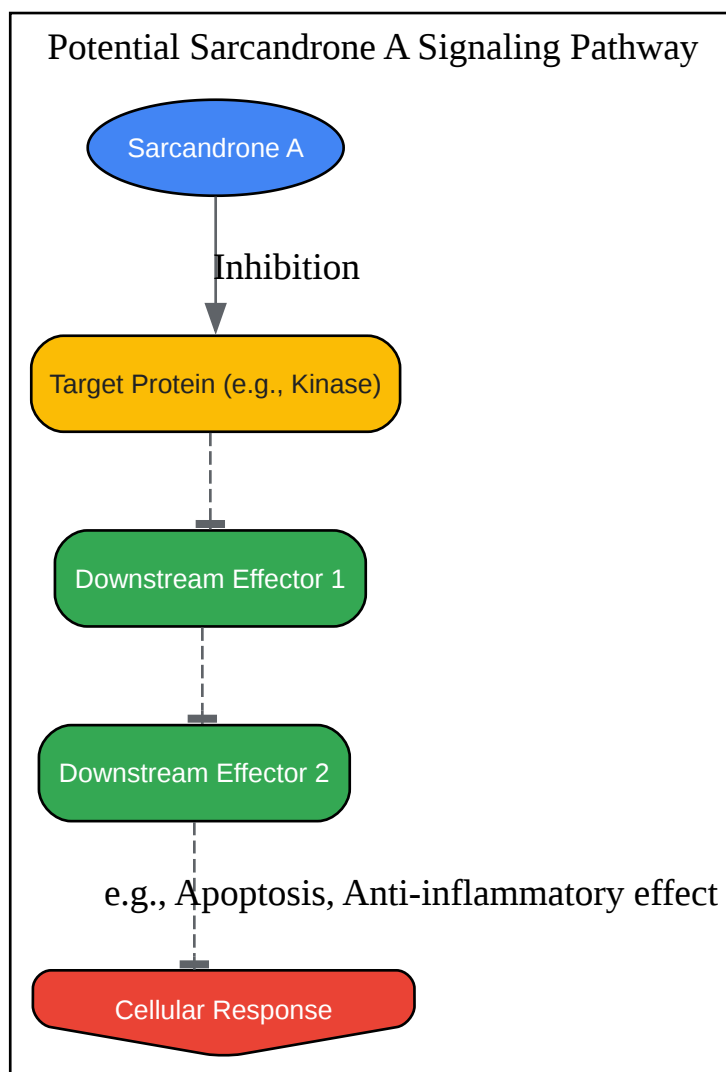 Potential Sarcandrone A Signaling Pathway
Sarcandrone A
Inhibition
Target Protein (e.g., Kinase)
Downstream Effector 1
Downstream Effector 2
e.g., Apoptosis, Anti-inflammatory effect
Cellular Response